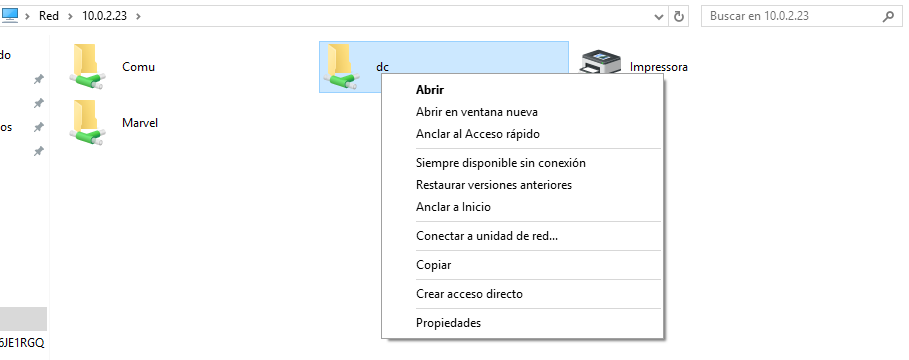 Red > 10.0.2.23 >
Buscar en 10.0.2.23
do
Comu
dc
Impressora
os
Marvel
Abrir
Abrir en ventana nueva
Anclar al Acceso rápido
Siempre disponible sin conexión
Restaurar versiones anteriores
Anclar a Inicio
Conectar a unidad de red...
Copiar
Crear acceso directo
Propiedades
6JE1RGQ